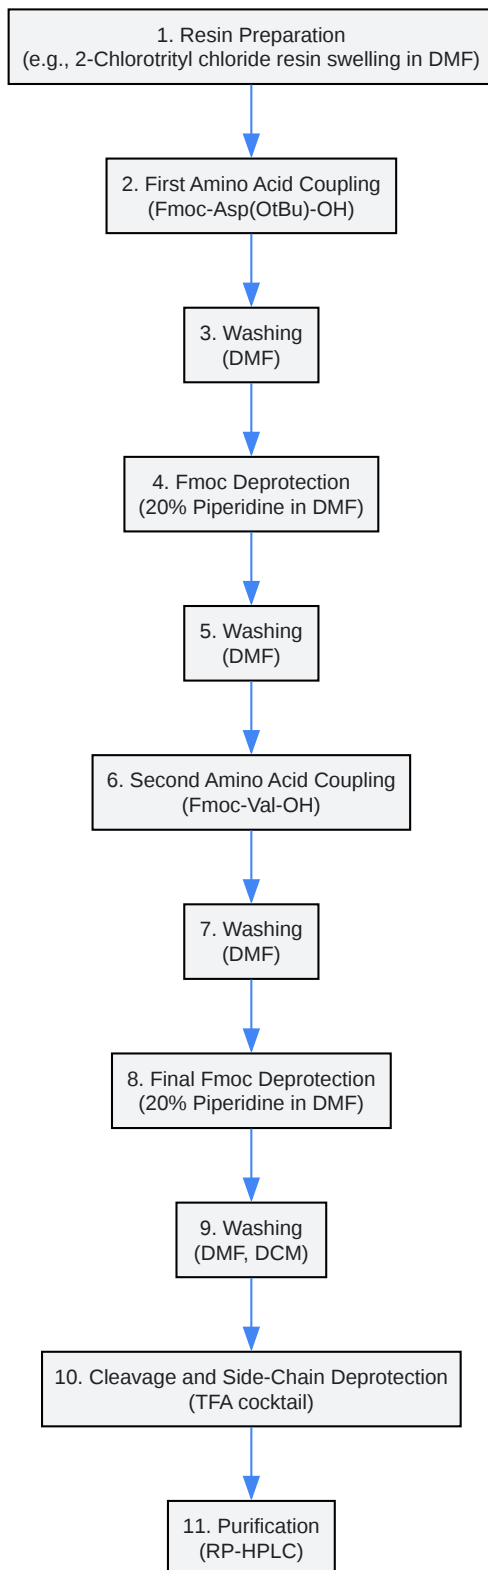 1. Resin Preparation
(e.g., 2-Chlorotrityl chloride resin swelling in DMF)
2. First Amino Acid Coupling
(Fmoc-Asp(OtBu)-OH)
3. Washing
(DMF)
4. Fmoc Deprotection
(20% Piperidine in DMF)
5. Washing
(DMF)
6. Second Amino Acid Coupling
(Fmoc-Val-OH)
7. Washing
(DMF)
8. Final Fmoc Deprotection
(20% Piperidine in DMF)
9. Washing
(DMF, DCM)
10. Cleavage and Side-Chain Deprotection
(TFA cocktail)
11. Purification
(RP-HPLC)